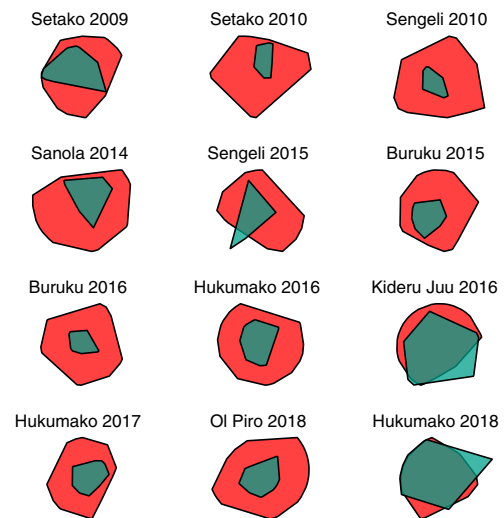 Setako 2009
Setako 2010
Sengeli 2010
Sanola 2014
Sengeli 2015
Buruku 2015
Buruku 2016
Hukumako 2016
Kideru Juu 2016
Hukumako 2017
Ol Piro 2018
Hukumako 2018